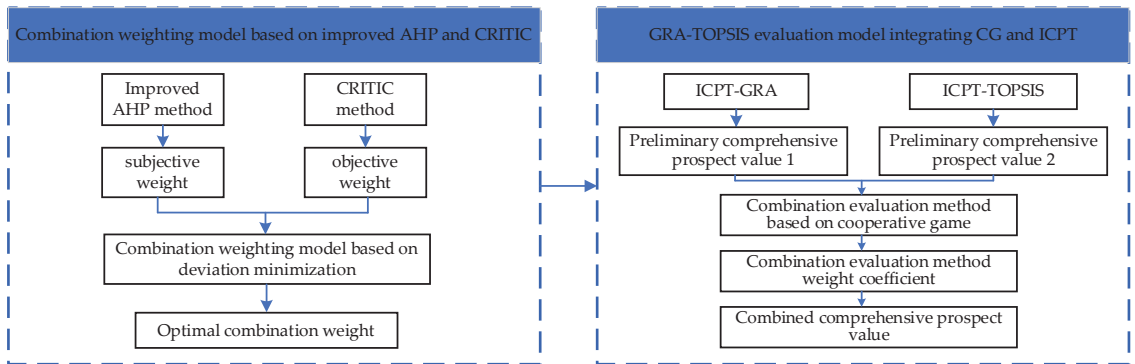 Combination weighting model based on improved AHP and CRITIC
Improved
AHP method
CRITIC
method
subjective
weight
objective
weight
Combination weighting model based on
deviation minimization
Optimal combination weight
GRA-TOPSIS evaluation model integrating CG and ICPT
ICPT-GRA
ICPT-TOPSIS
Preliminary comprehensive
prospect value 1
Preliminary comprehensive
prospect value 2
Combination evaluation method
based on cooperative game
Combination evaluation method
weight coefficient
Combined comprehensive prospect
value